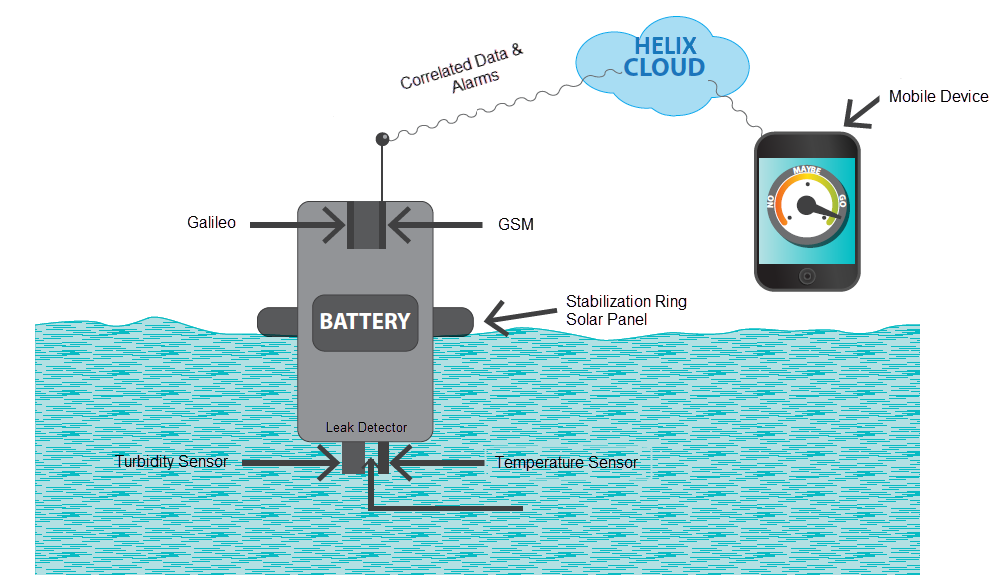 HELIX
CLOUD
Correlated Data &
Alarms
Mobile Device
NO
MAYBE
GO
Galileo
GSM
Stabilization Ring
Solar Panel
BATTERY
Leak Detector
Turbidity Sensor
Temperature Sensor